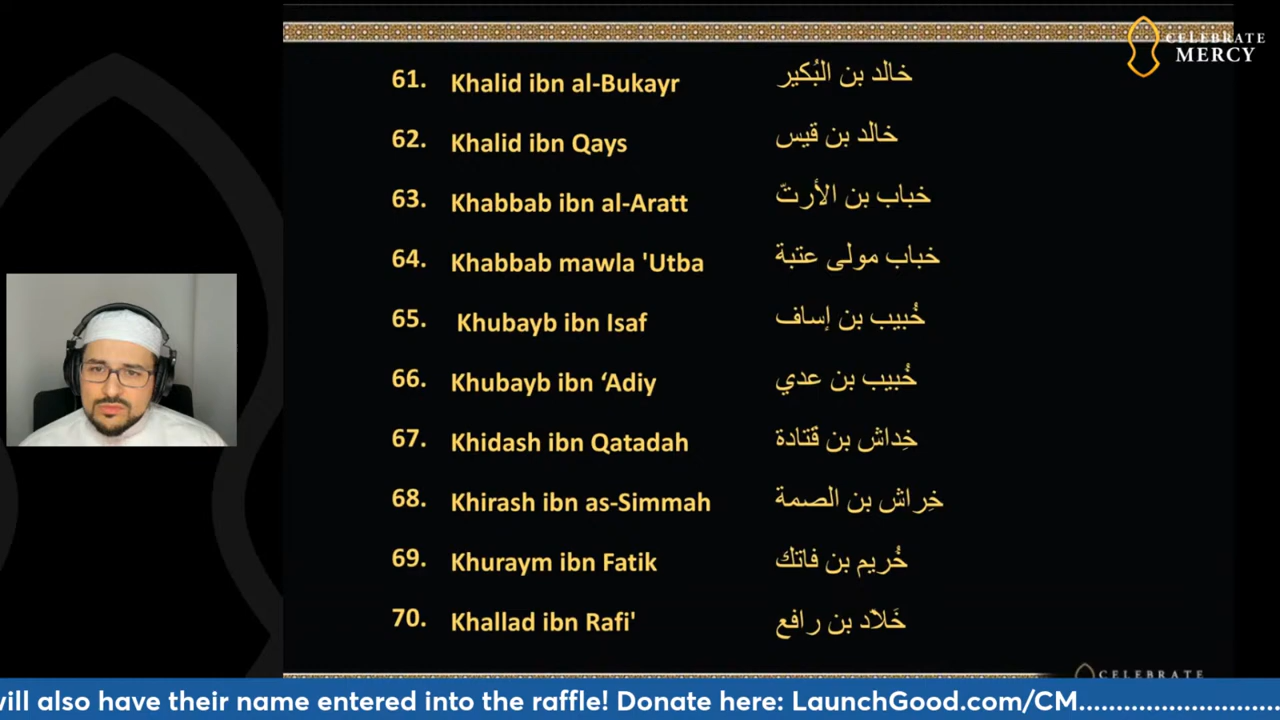 CELEBRATE
MERCY
61. Khalid ibn al-Bukayr خالد بن البُكير
62. Khalid ibn Qays خالد بن قيس
63. Khabbab ibn al-Aratt خباب بن الأرتّ
64. Khabbab mawla 'Utba خباب مولى عتبة
65. Khubayb ibn Isaf خُبيب بن إساف
66. Khubayb ibn ‘Adiy خُبيب بن عدي
67. Khidash ibn Qatadah خِداش بن قتادة
68. Khirash ibn as-Simmah خِراش بن الصمة
69. Khuraym ibn Fatik خُريم بن فاتك
70. Khallad ibn Rafi' خَلاّد بن رافع
CELEBRATE
will also have their name entered into the raffle! Donate here: LaunchGood.com/CM..............................